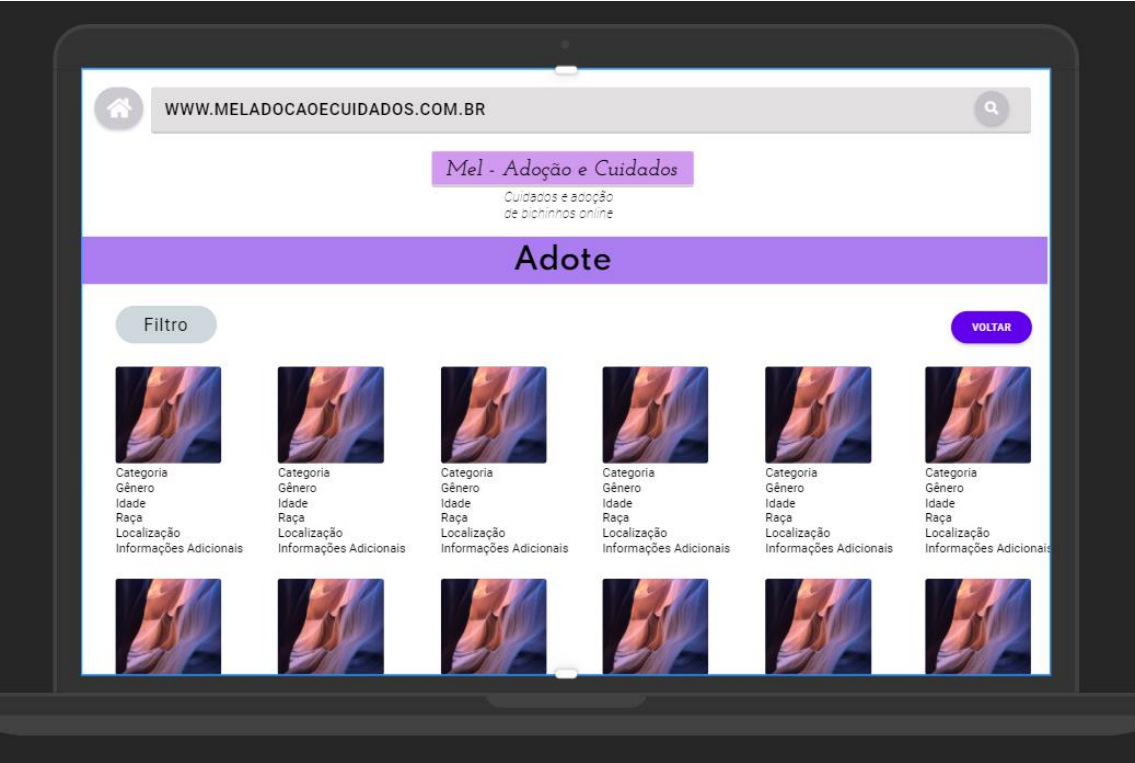 WWW.MELADOCAOECUIDADOS.COM.BR
Mel - Adoção e Cuidados
Cuidados e adoção
de bichinhos online
Adote
Filtro
VOLTAR
Categoria
Gênero
Idade
Raça
Localização
Informações Adicionais
Categoria
Gênero
Idade
Raça
Localização
Informações Adicionais
Categoria
Gênero
Idade
Raça
Localização
Informações Adicionais
Categoria
Gênero
Idade
Raça
Localização
Informações Adicionais
Categoria
Gênero
Idade
Raça
Localização
Informações Adicionais
Categoria
Gênero
Idade
Raça
Localização
Informações Adicionais